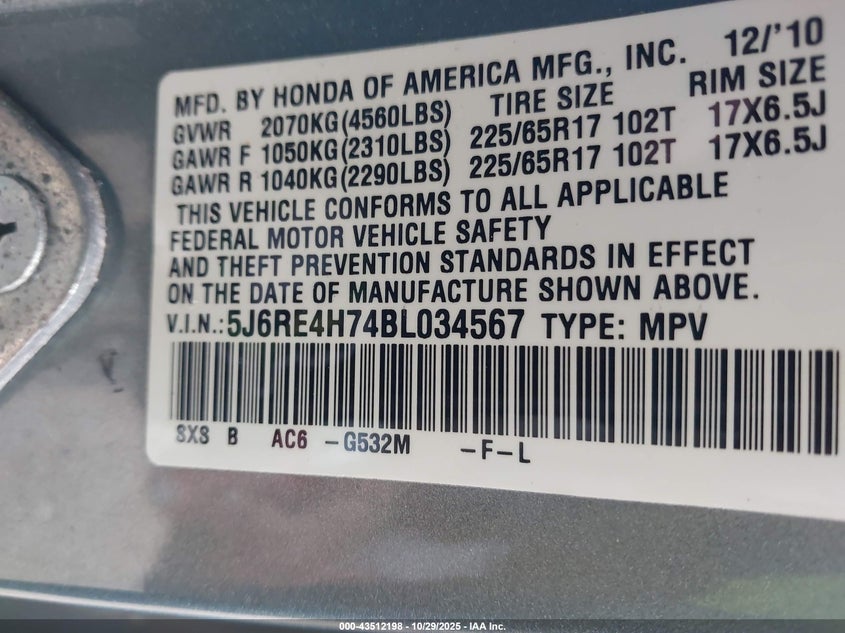 MFD. BY HONDA OF AMERICA MFG., INC. 12/'10
GVWR 2070KG(4560LBS) TIRE SIZE RIM SIZE
GAWR F 1050KG(2310LBS) 225/65R17 102T 17X6.5J
GAWR R 1040KG(2290LBS) 225/65R17 102T 17X6.5J
THIS VEHICLE CONFORMS TO ALL APPLICABLE
FEDERAL MOTOR VEHICLE SAFETY
AND THEFT PREVENTION STANDARDS IN EFFECT
ON THE DATE OF MANUFACTURE SHOWN ABOVE.
V.I.N.:5J6RE4H74BL034567 TYPE: MPV
SXS B AC6 -G532M -F-L
000-43512198 - 10/29/2025 - IAA Inc.